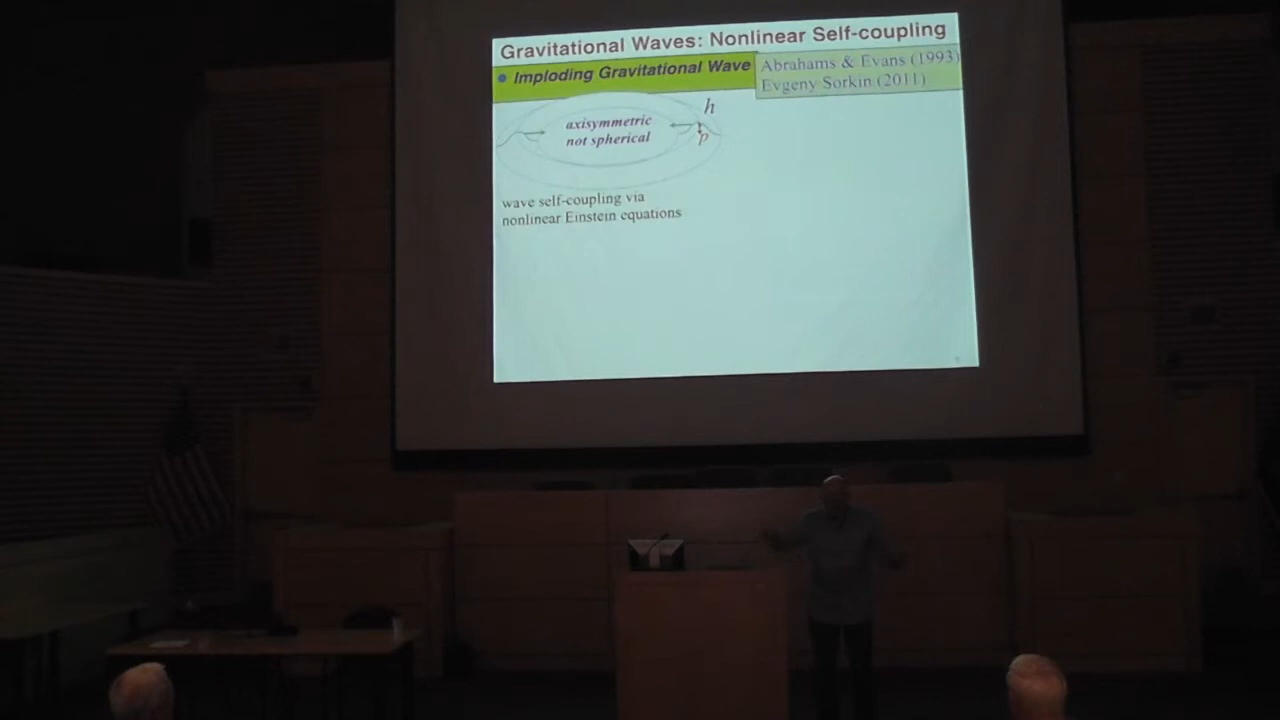 Gravitational Waves: Nonlinear Self-coupling
• Imploding Gravitational Wave
Abrahams & Evans (1993)
Evgeny Sorkin (2011)
h
axisymmetric
not spherical
p
wave self-coupling via
nonlinear Einstein equations